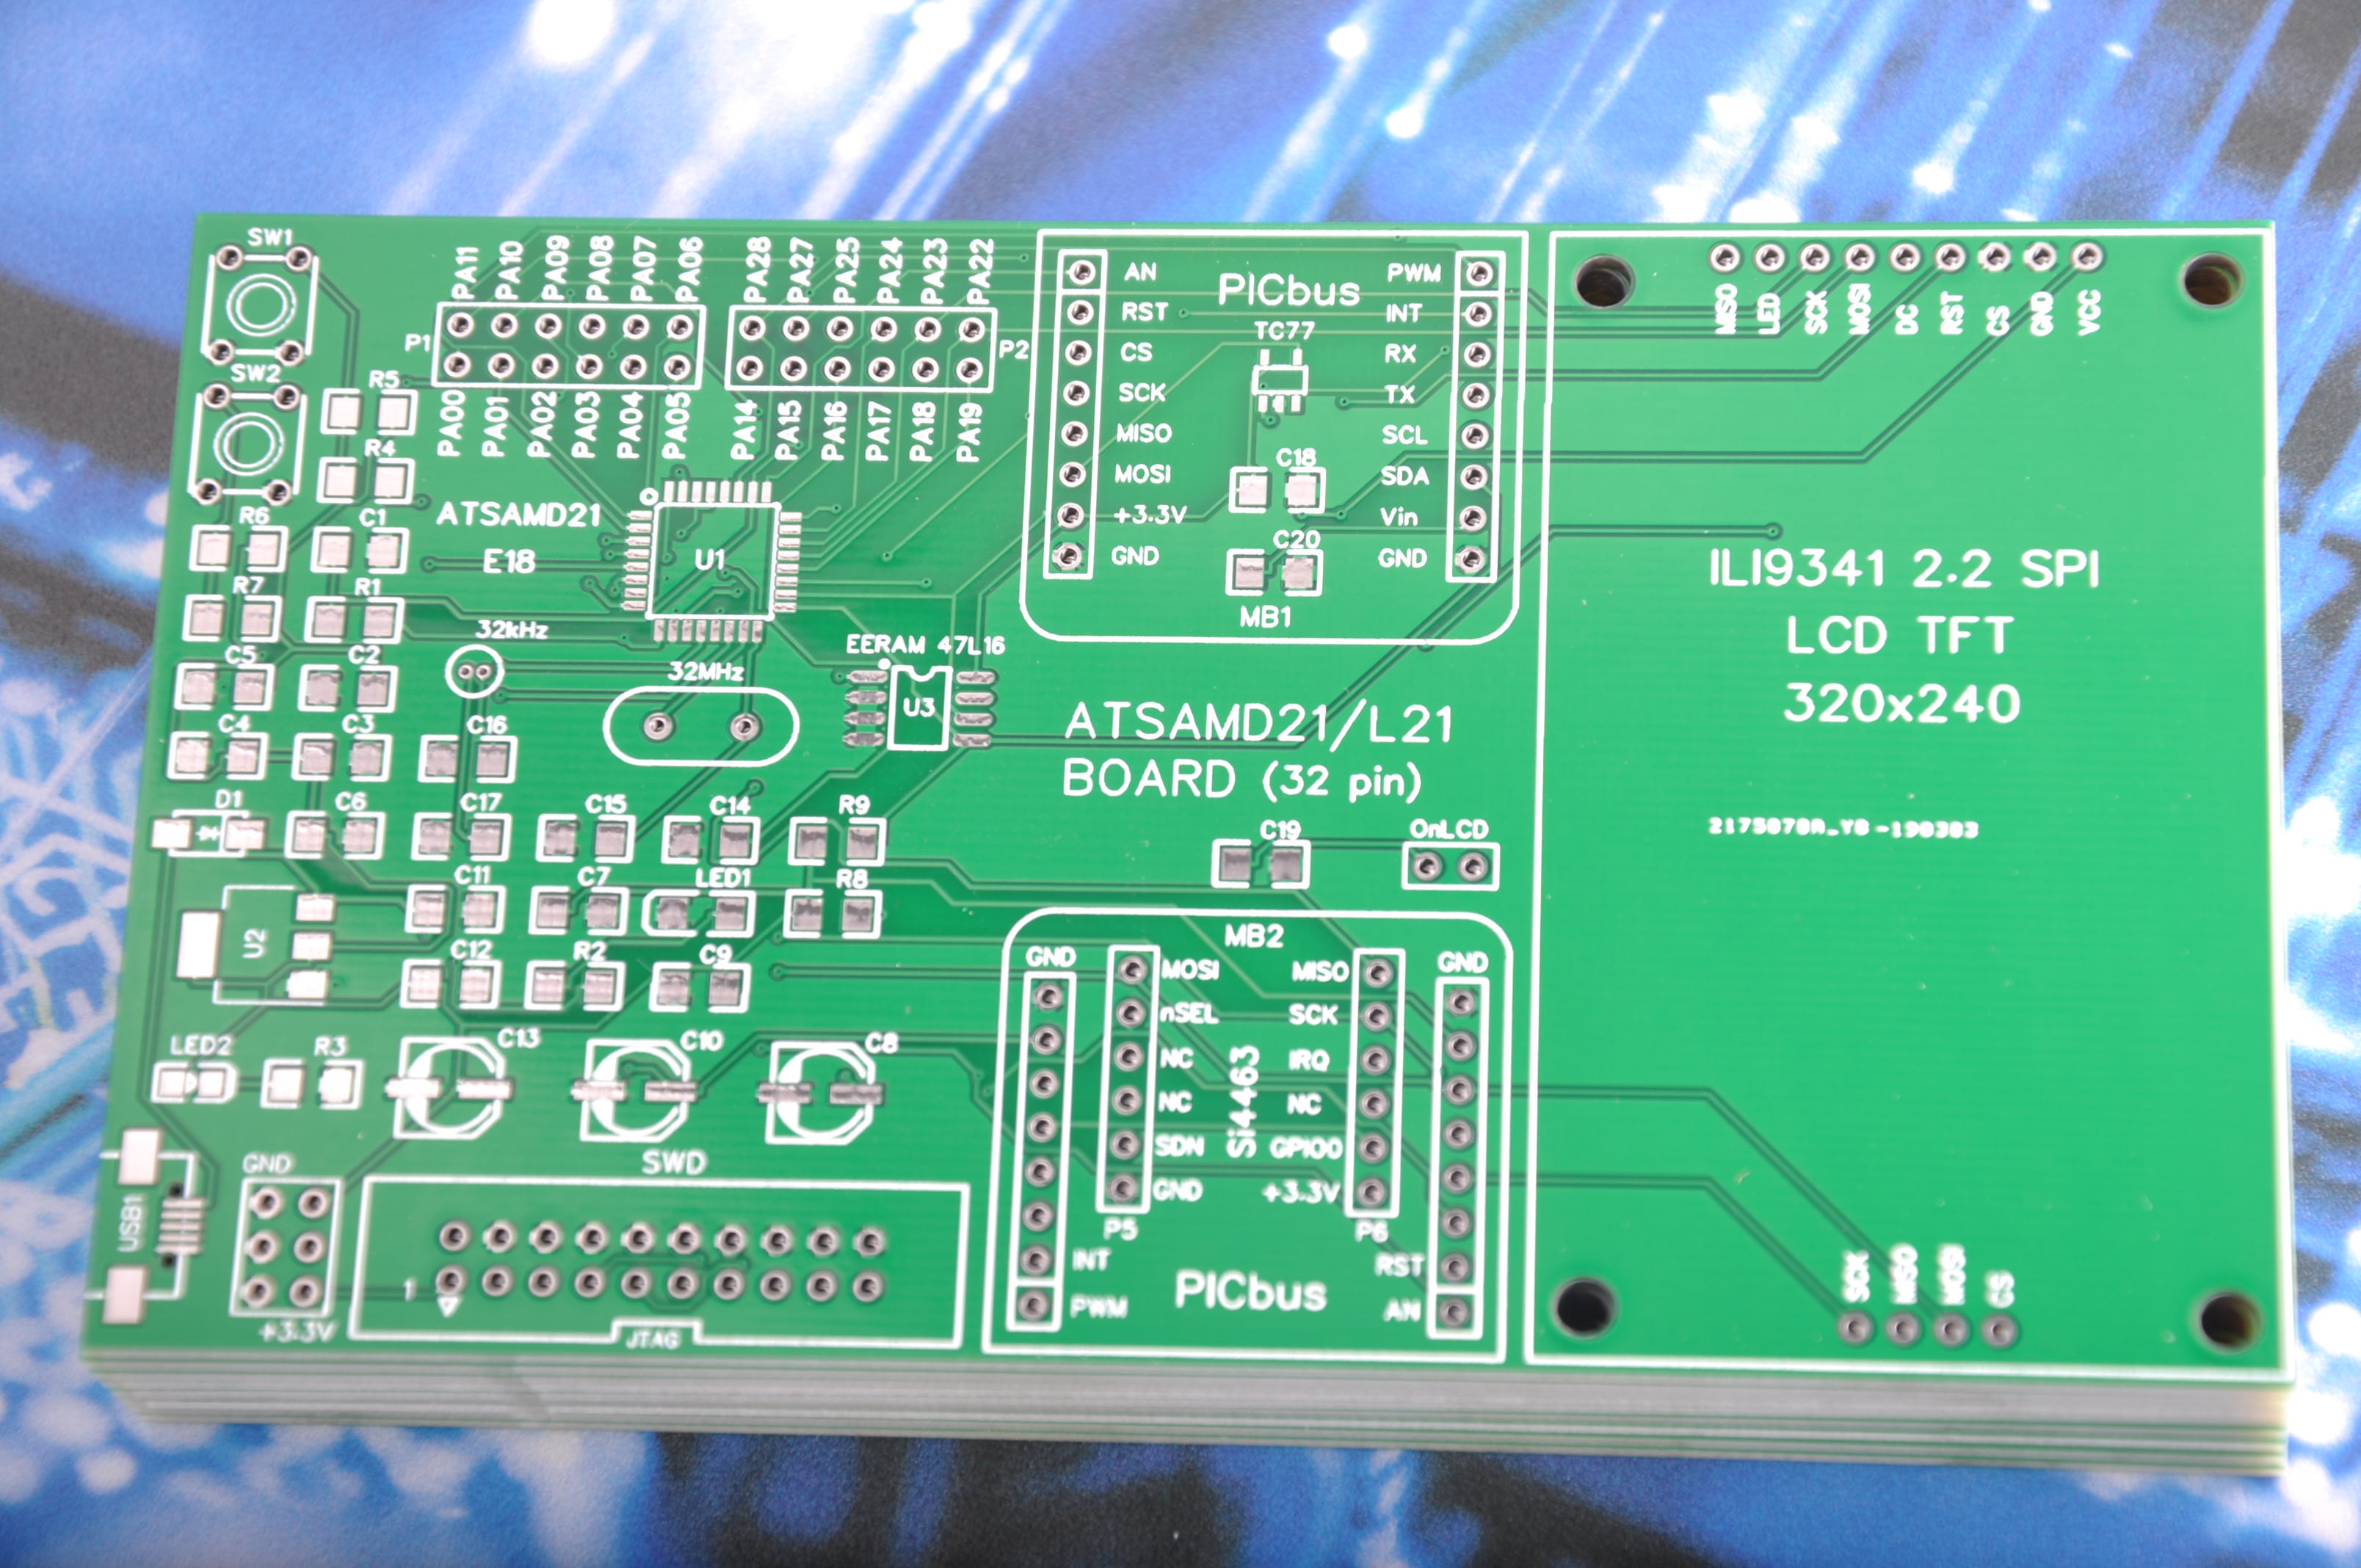 SW1
SW2
PA11 PA10 PA09 PA08 PA07 PA06
P1
PA00 PA01 PA02 PA03 PA04 PA05
PA28 PA27 PA25 PA24 PA23 PA22
P2
PA14 PA15 PA16 PA17 PA18 PA19
R5
R4
R6 C1
R7 R1
C5 C2
C4 C3 C16
ATSAMD21
E18
U1
32kHz
32MHz
EERAM 47L16
U3
PICbus
TC77
AN PWM
RST INT
CS RX
SCK TX
MISO SCL
MOSI SDA
+3.3V Vin
GND GND
C18
C20
MB1
MISO LED SCK MOSI DC RST CS GND VCC
ILI9341 2.2 SPI
LCD TFT
320x240
2175070A_Y0-190303
ATSAMD21/L21
BOARD (32 pin)
C19 OnLCD
D1 C6 C17 C15 C14 R9
C11 C7 LED1 R8
U2
C12 R2 C9
LED2 R3 C13 C10 C8
USB1
GND
+3.3V
SWD
1
JTAG
MB2
GND GND
MOSI MISO
nSEL SCK
NC IRQ
NC NC
SDN GPIO0
GND +3.3V
Si4463
P5 P6
INT RST
PWM AN
PICbus
SCK MISO MOSI CS